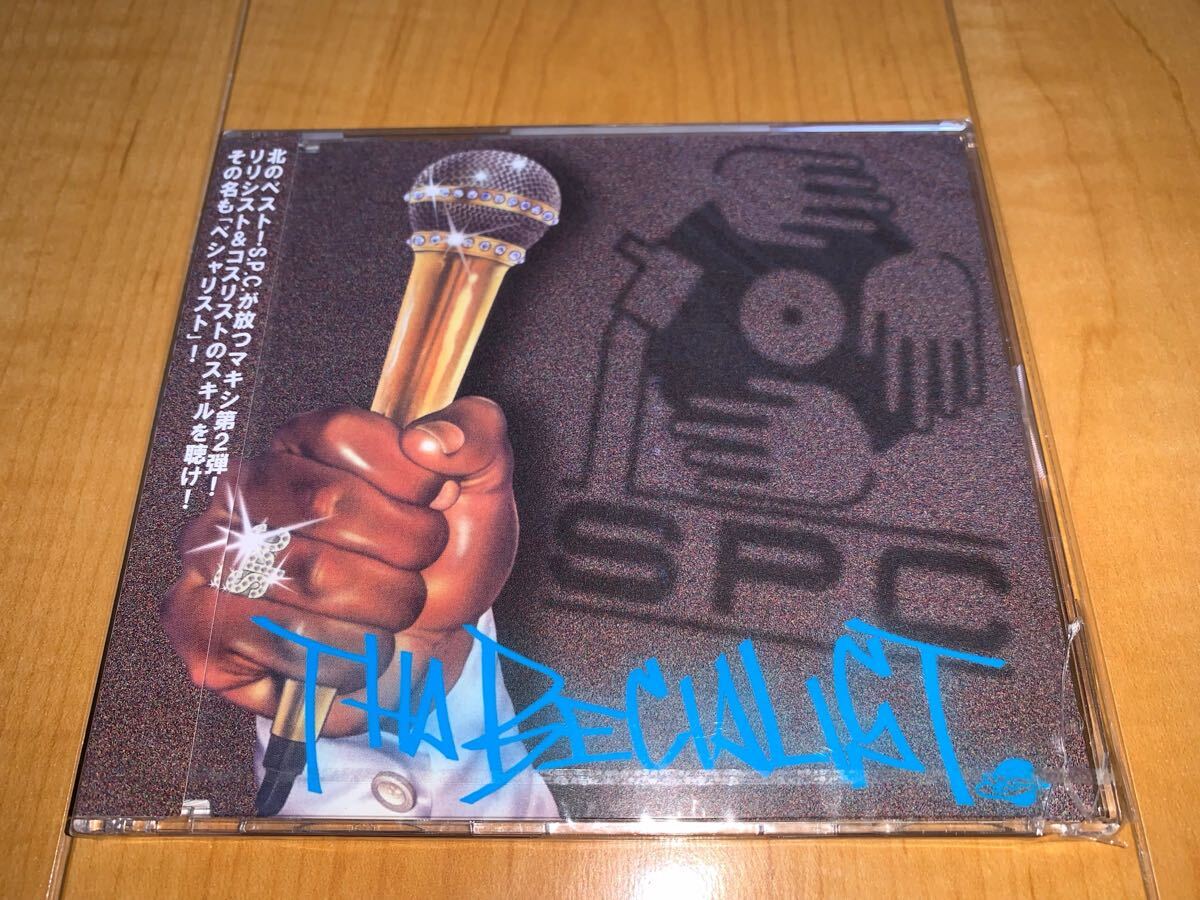 北のベスト！S.P.C.が放つマキシ第2弾！
リリシスト&コスリストのスキルを聴け！
その名も「ベシャリスト」！
SPC
THA BECIALIST